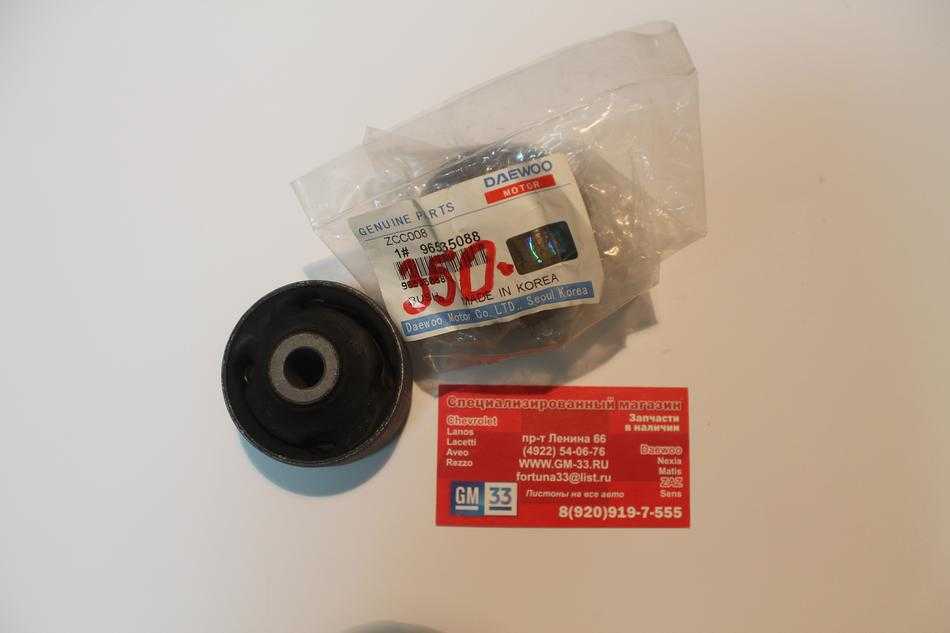 DAEWOO
MOTOR
GENUINE PARTS
ZCC008
1# 96535088
350
BUSH
MADE IN KOREA
Daewoo Motor Co. LTD., Seoul Korea
Специализированный магазин
Chevrolet
Lanos
Lacetti
Aveo
Rezzo
Запчасти
в наличии
пр-т Ленина 66
(4922) 54-06-76
WWW.GM-33.RU
fortuna33@list.ru
Daewoo
Nexia
Matis
ZAZ
Sens
GM 33
Пистоны на все авто
8(920)919-7-555